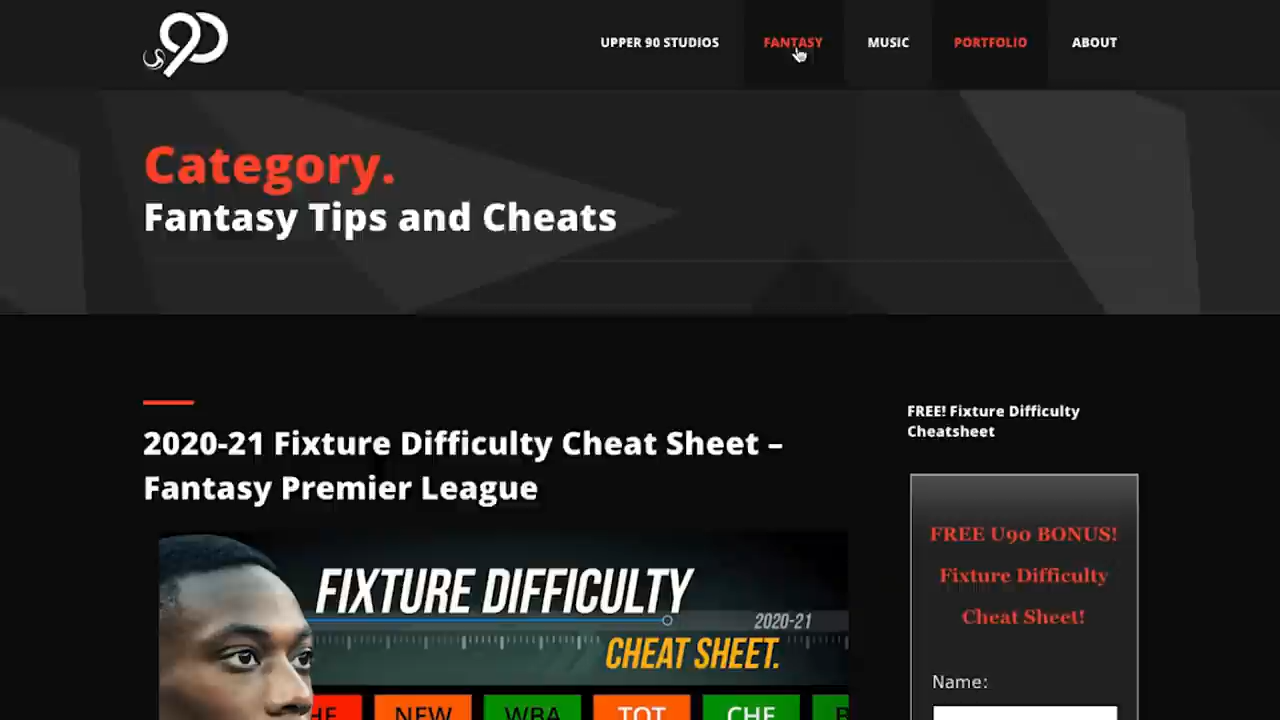 90
UPPER 90 STUDIOS
FANTASY
MUSIC
PORTFOLIO
ABOUT
Category.
Fantasy Tips and Cheats
2020-21 Fixture Difficulty Cheat Sheet –
Fantasy Premier League
FIXTURE DIFFICULTY
2020-21
CHEAT SHEET.
NEW
WBA
TOT
CHE
FREE! Fixture Difficulty
Cheatsheet
FREE U90 BONUS!
Fixture Difficulty
Cheat Sheet!
Name: